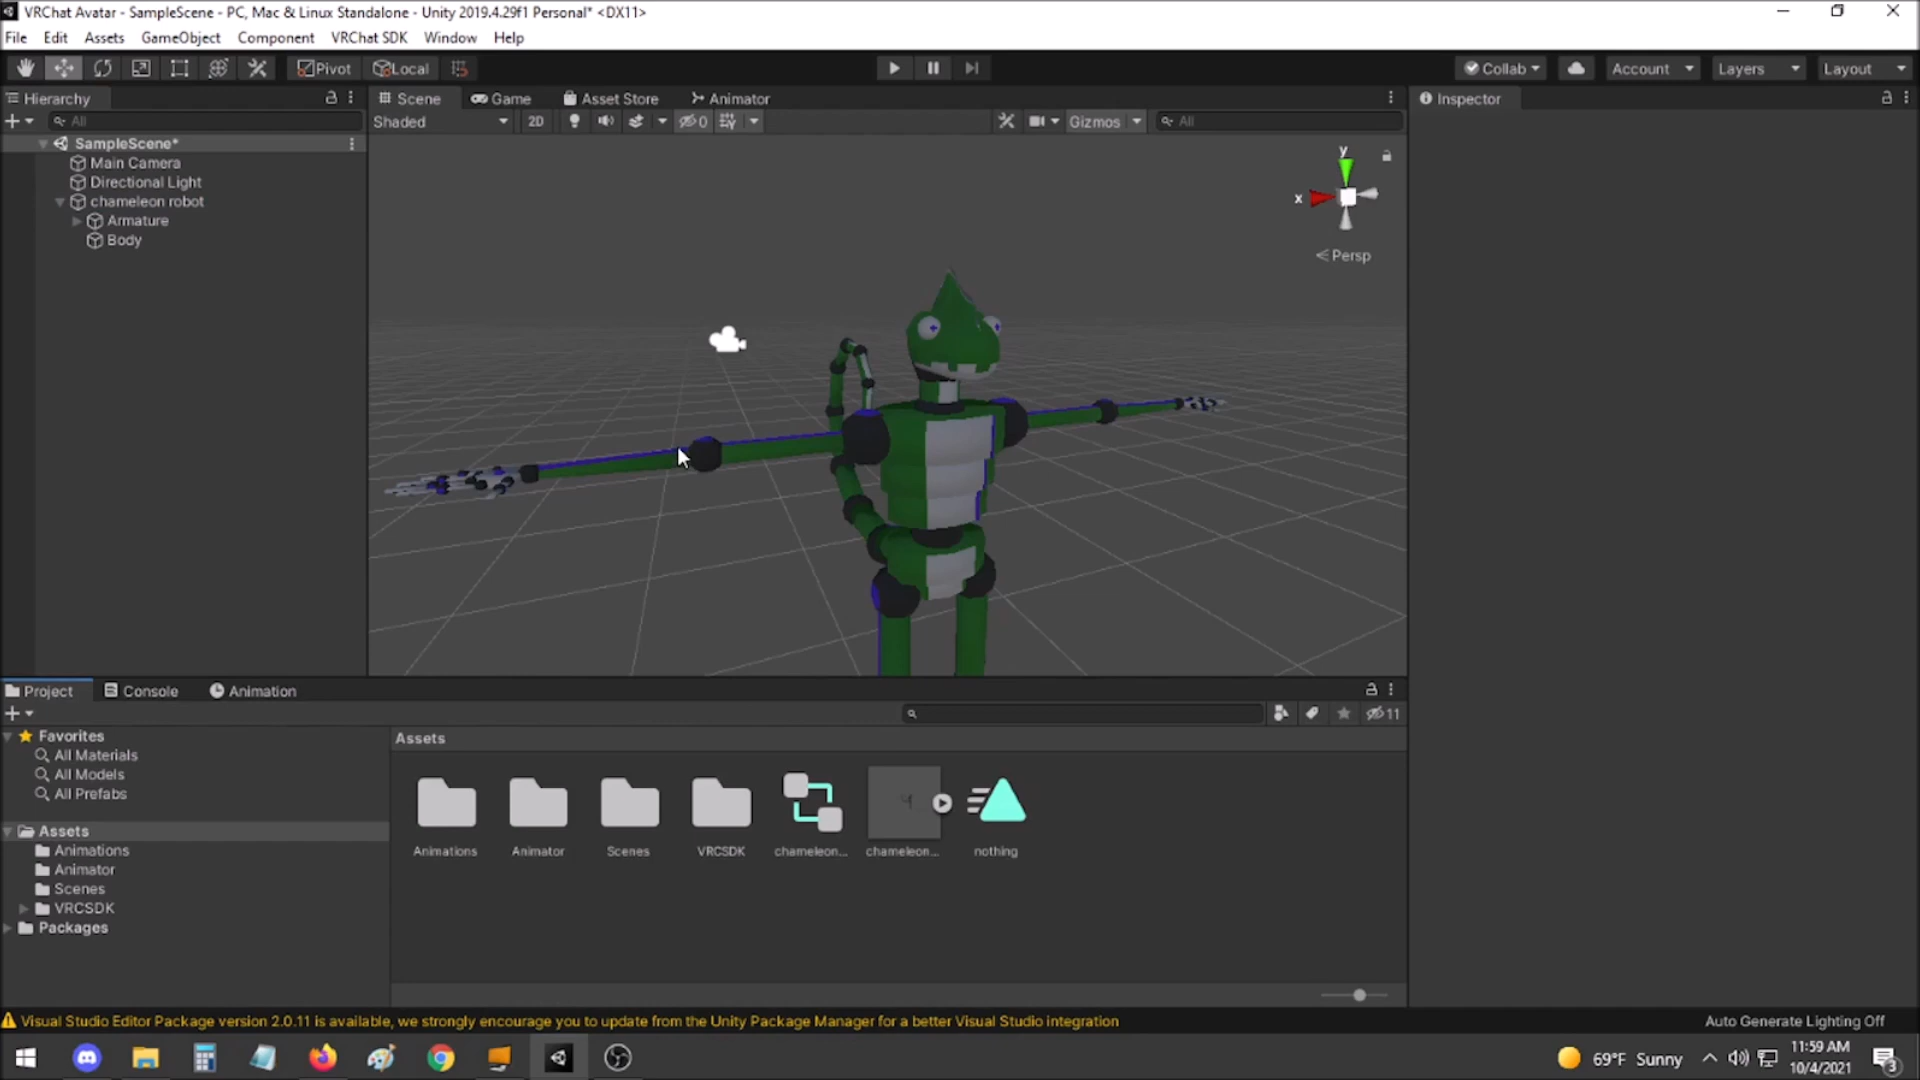 VRChat Avatar - SampleScene - PC, Mac & Linux Standalone - Unity 2019.4.29f1 Personal* <DX11>
File Edit Assets GameObject Component VRChat SDK Window Help
Pivot Local Collab Account Layers Layout
Hierarchy
All
SampleScene*
Main Camera
Directional Light
chameleon robot
Armature
Body
Scene Game Asset Store Animator
Shaded 2D 0 Gizmos All
y
x
Persp
Inspector
Project Console Animation
11
Favorites
All Materials
All Models
All Prefabs
Assets
Animations
Animator
Scenes
VRCSDK
Packages
Assets
Animations Animator Scenes VRCSDK chameleon... chameleon... nothing
Visual Studio Editor Package version 2.0.11 is available, we strongly encourage you to update from the Unity Package Manager for a better Visual Studio integration
Auto Generate Lighting Off
69°F Sunny
11:59 AM
10/4/2021
3